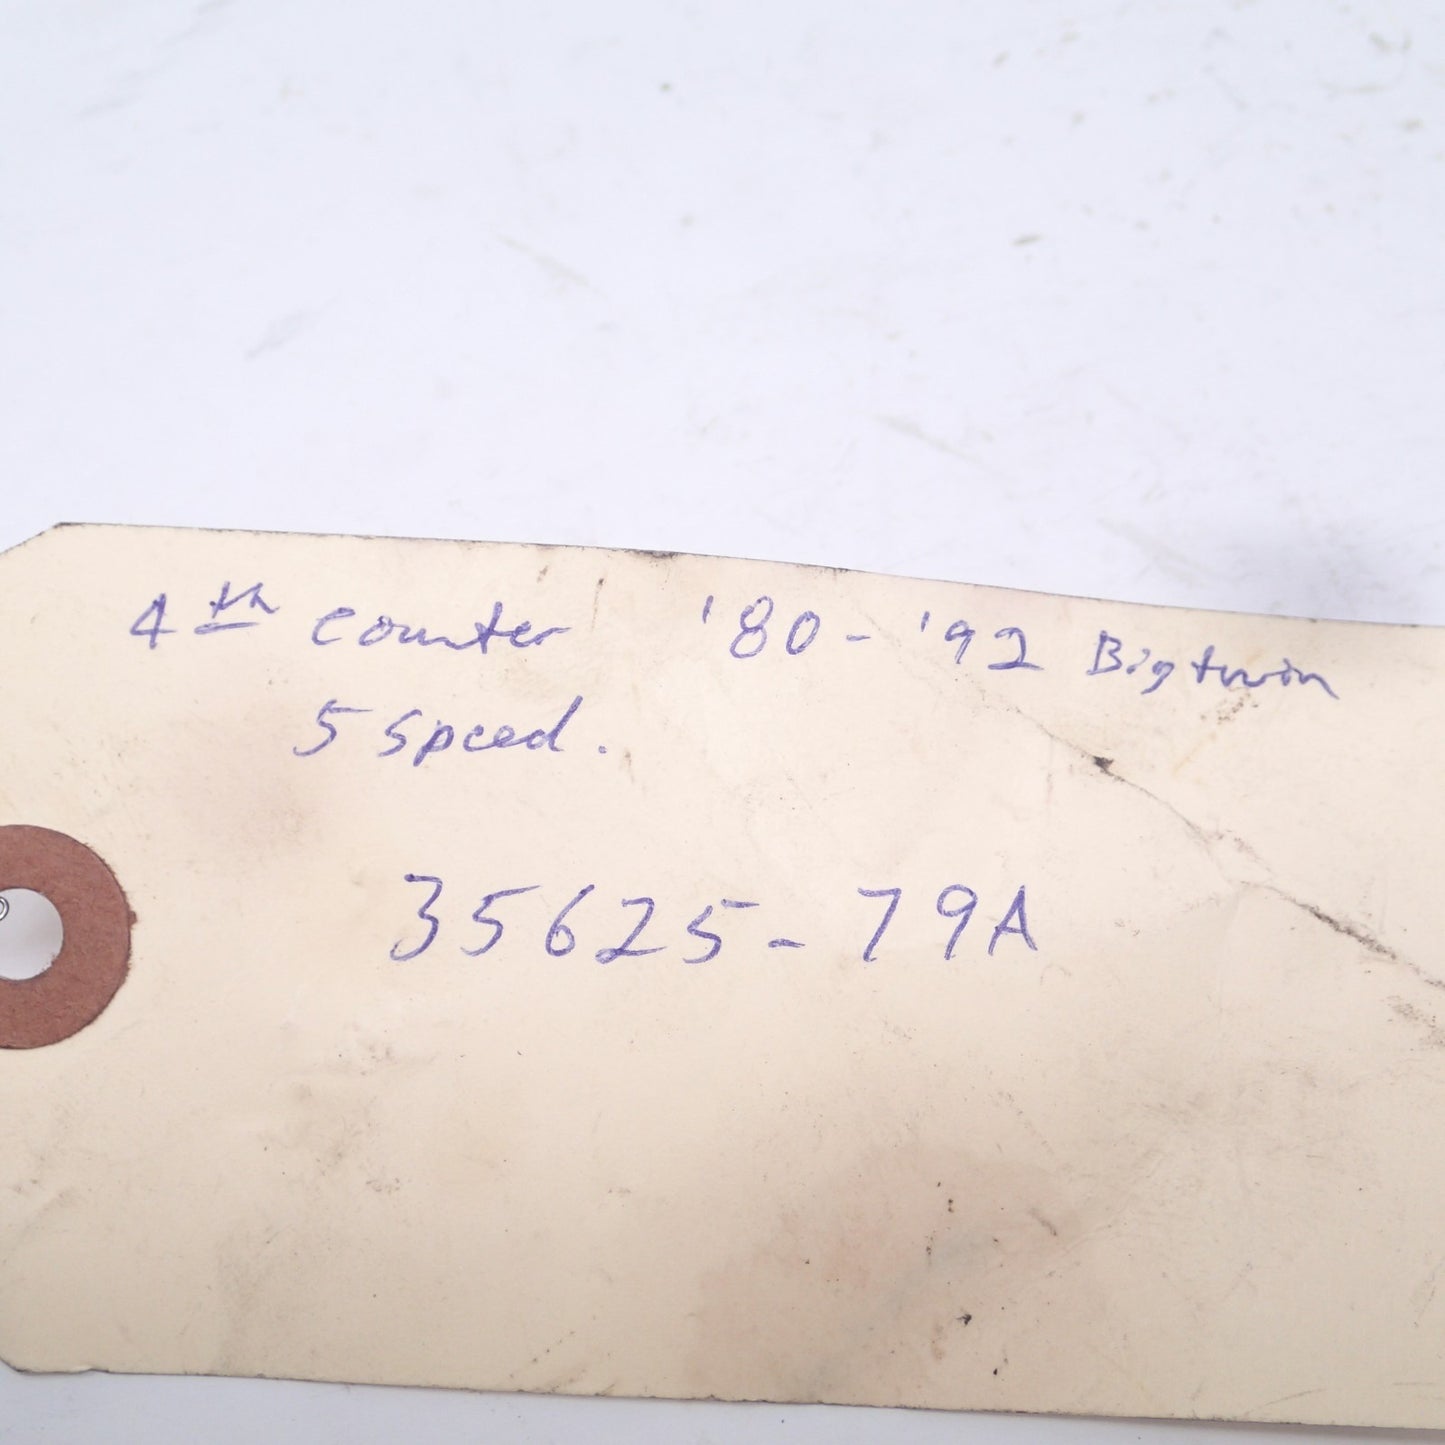 4th counter '80-'92 Bigtwin
5 speed.
35625-79A